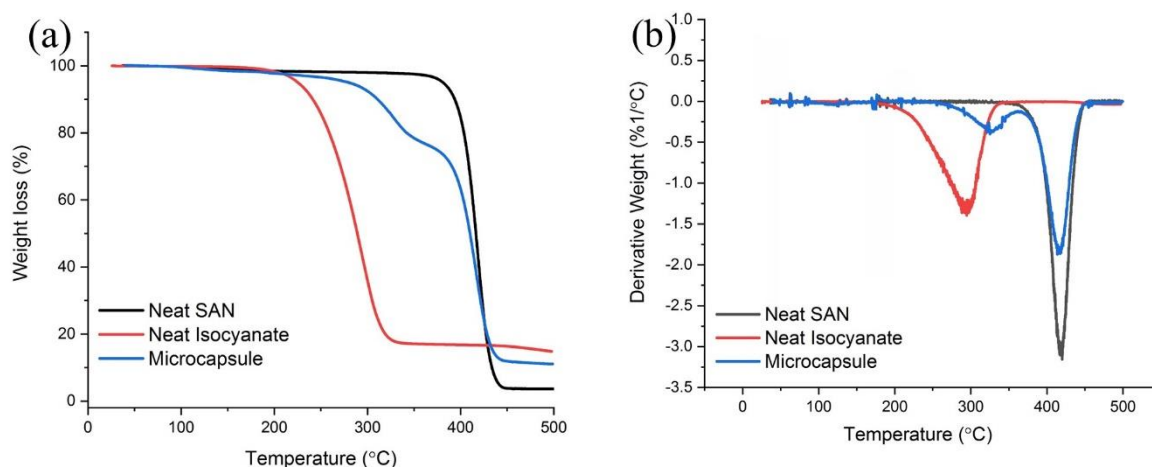 (a)
100
80
60
40
20
0
Weight loss (%)
Neat SAN
Neat Isocyanate
Microcapsule
0 100 200 300 400 500
Temperature (°C)
(b)
1.0
0.5
0.0
-0.5
-1.0
-1.5
-2.0
-2.5
-3.0
-3.5
Derivative Weight (%1/°C)
Neat SAN
Neat Isocyanate
Microcapsule
0 100 200 300 400 500
Temperature (°C)